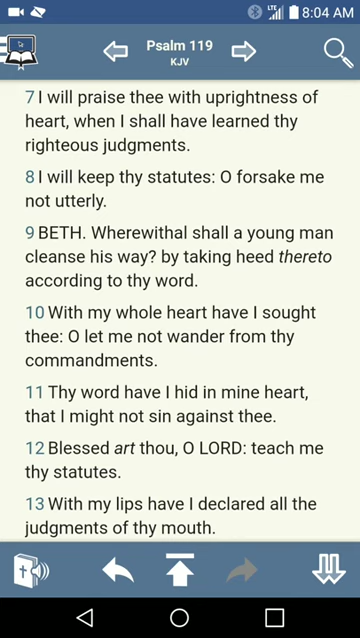 LTE 8:04 AM
Psalm 119
KJV
7 I will praise thee with uprightness of
heart, when I shall have learned thy
righteous judgments.
8 I will keep thy statutes: O forsake me
not utterly.
9 BETH. Wherewithal shall a young man
cleanse his way? by taking heed thereto
according to thy word.
10 With my whole heart have I sought
thee: O let me not wander from thy
commandments.
11 Thy word have I hid in mine heart,
that I might not sin against thee.
12 Blessed art thou, O LORD: teach me
thy statutes.
13 With my lips have I declared all the
judgments of thy mouth.